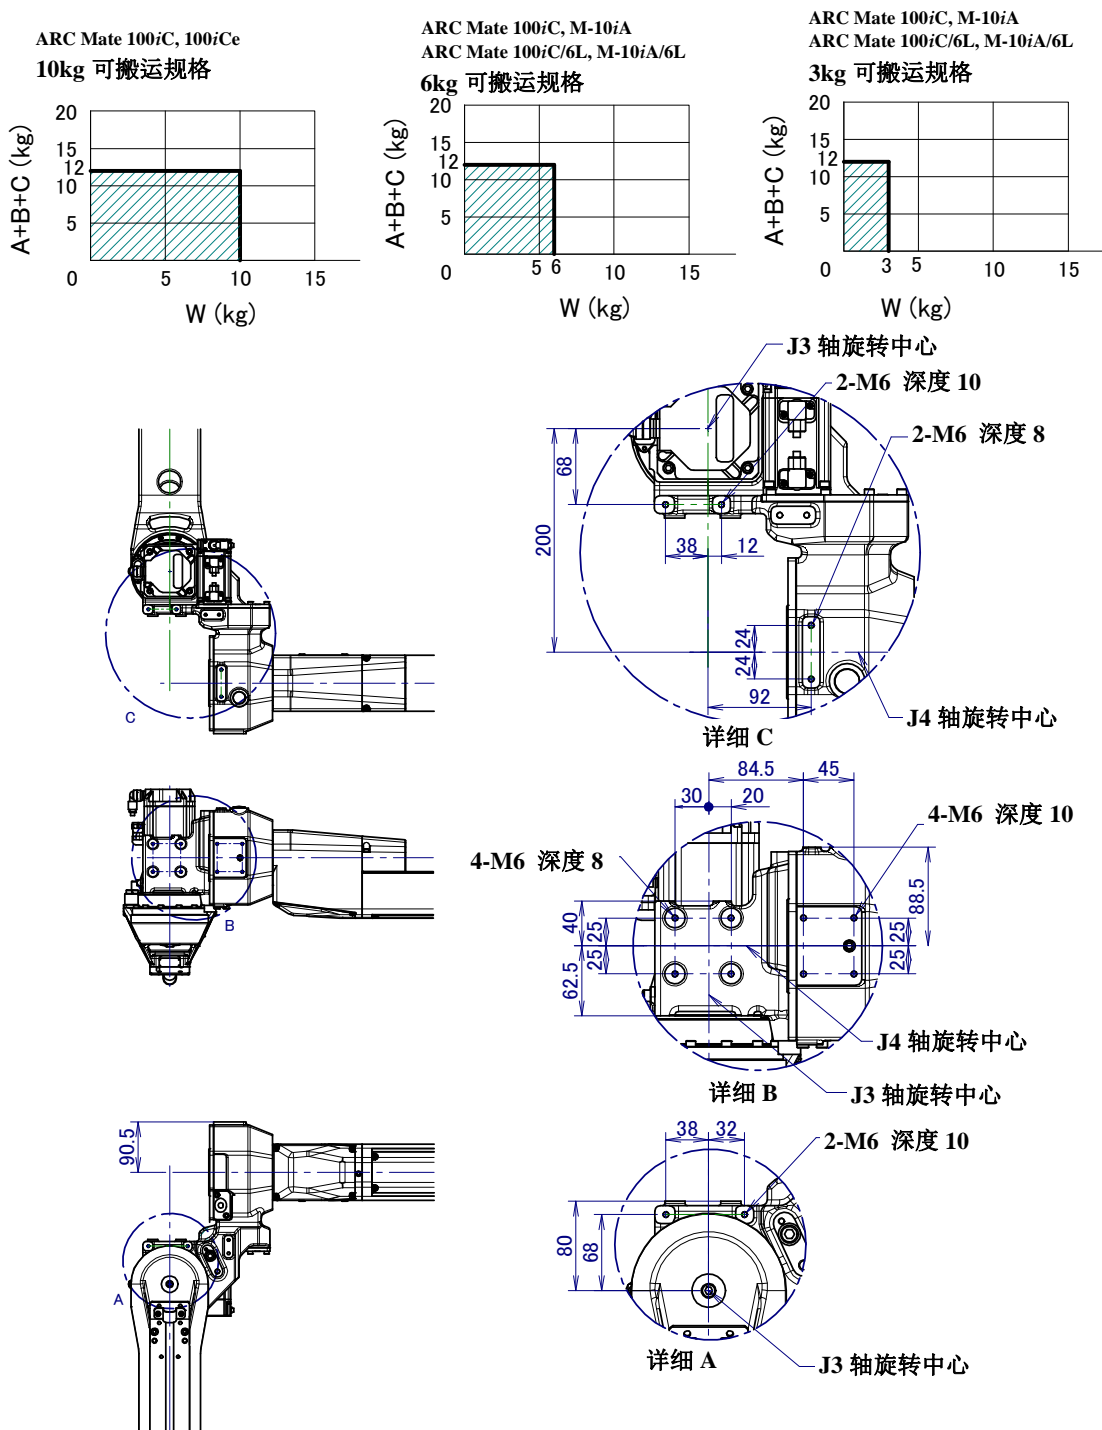 ARC Mate 100iC, 100iCe
10kg 可搬运规格
20
15
12
10
5
0
5
10
15
A+B+C (kg)
W (kg)
ARC Mate 100iC, M-10iA
ARC Mate 100iC/6L, M-10iA/6L
6kg 可搬运规格
20
15
12
10
5
0
5
6
10
15
A+B+C (kg)
W (kg)
ARC Mate 100iC, M-10iA
ARC Mate 100iC/6L, M-10iA/6L
3kg 可搬运规格
20
15
12
10
5
0
3
5
10
15
A+B+C (kg)
W (kg)
C
J3 轴旋转中心
2-M6 深度 10
2-M6 深度 8
68
200
38
12
24
24
92
J4 轴旋转中心
详细 C
B
84.5
45
30
20
4-M6 深度 10
4-M6 深度 8
88.5
40
25
25
25
25
62.5
J4 轴旋转中心
详细 B
J3 轴旋转中心
90.5
A
38
32
2-M6 深度 10
80
68
详细 A
J3 轴旋转中心